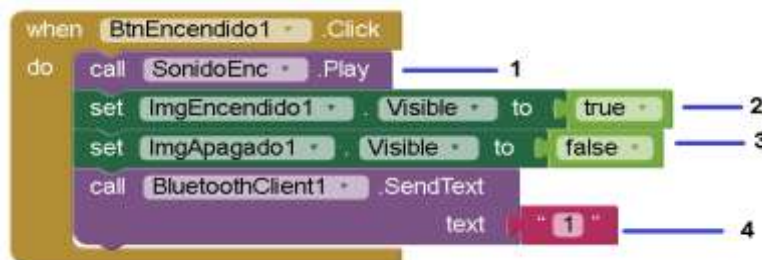 when BtnEncendido1 .Click
do call SonidoEnc .Play 1
set ImgEncendido1 . Visible to true 2
set ImgApagado1 . Visible to false 3
call BluetoothClient1 .SendText
text "1" 4